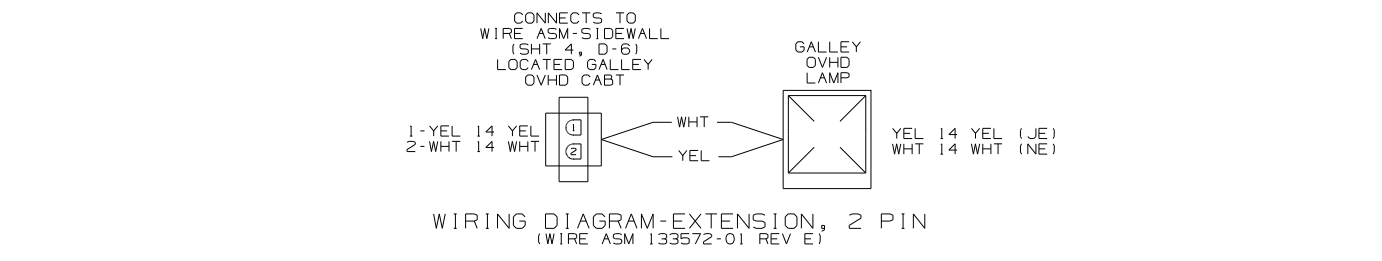 CONNECTS TO
WIRE ASM-SIDEWALL
(SHT 4, D-6)
LOCATED GALLEY
OVHD CABT
GALLEY
OVHD
LAMP
1-YEL 14 YEL
2-WHT 14 WHT
1
2
WHT
YEL
YEL 14 YEL (JE)
WHT 14 WHT (NE)
WIRING DIAGRAM-EXTENSION, 2 PIN
(WIRE ASM 133572-01 REV E)